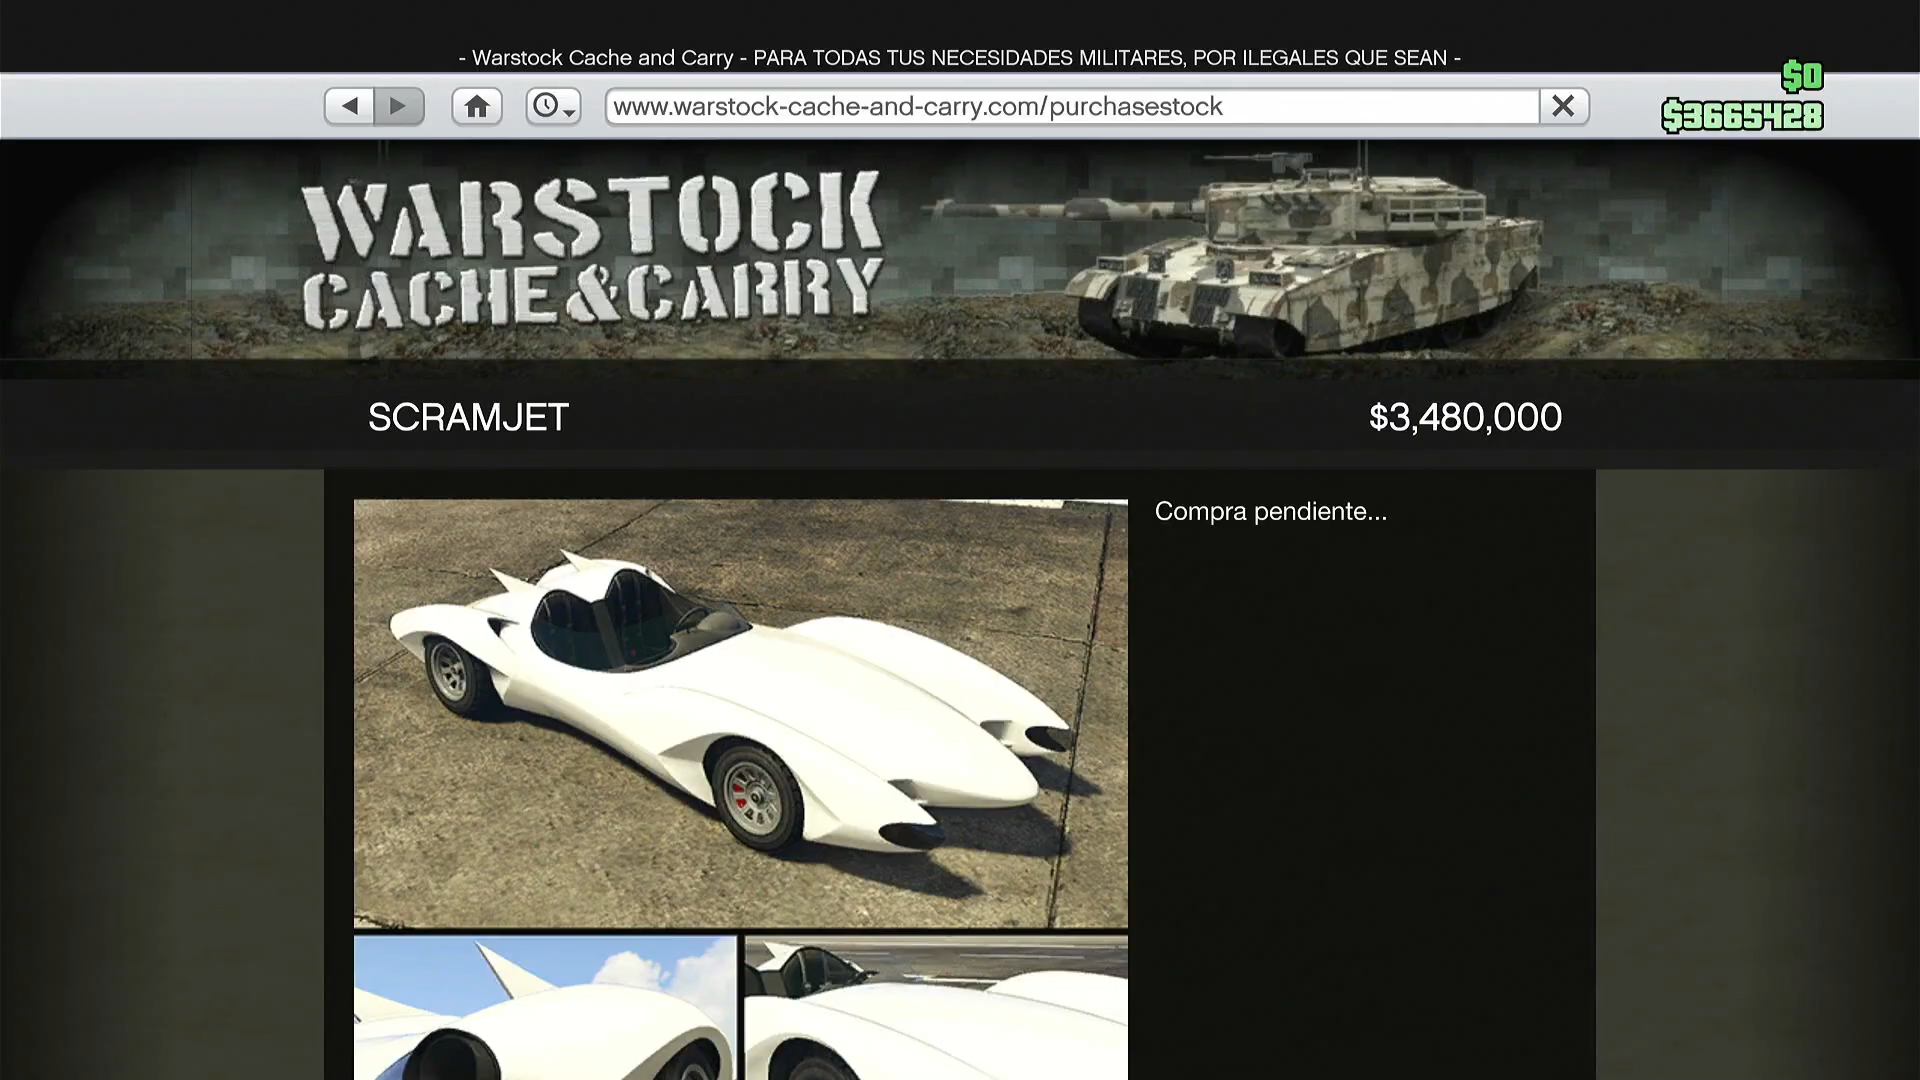 - Warstock Cache and Carry - PARA TODAS TUS NECESIDADES MILITARES, POR ILEGALES QUE SEAN -
$0
www.warstock-cache-and-carry.com/purchasestock
$3665428
WARSTOCK
CACHE & CARRY
SCRAMJET
$3,480,000
Compra pendiente...